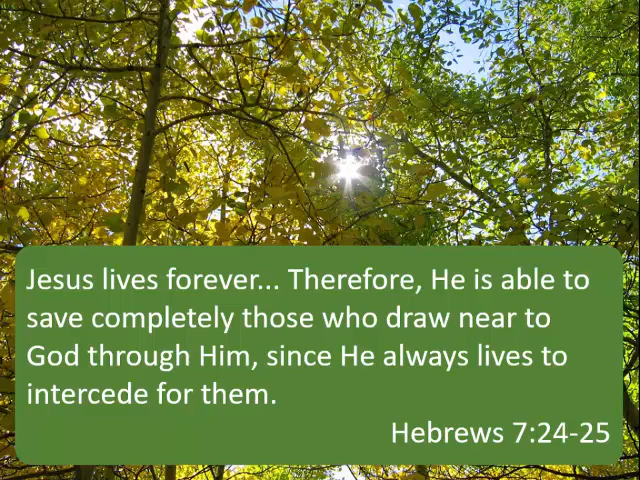 Jesus lives forever... Therefore, He is able to
save completely those who draw near to
God through Him, since He always lives to
intercede for them.
Hebrews 7:24-25